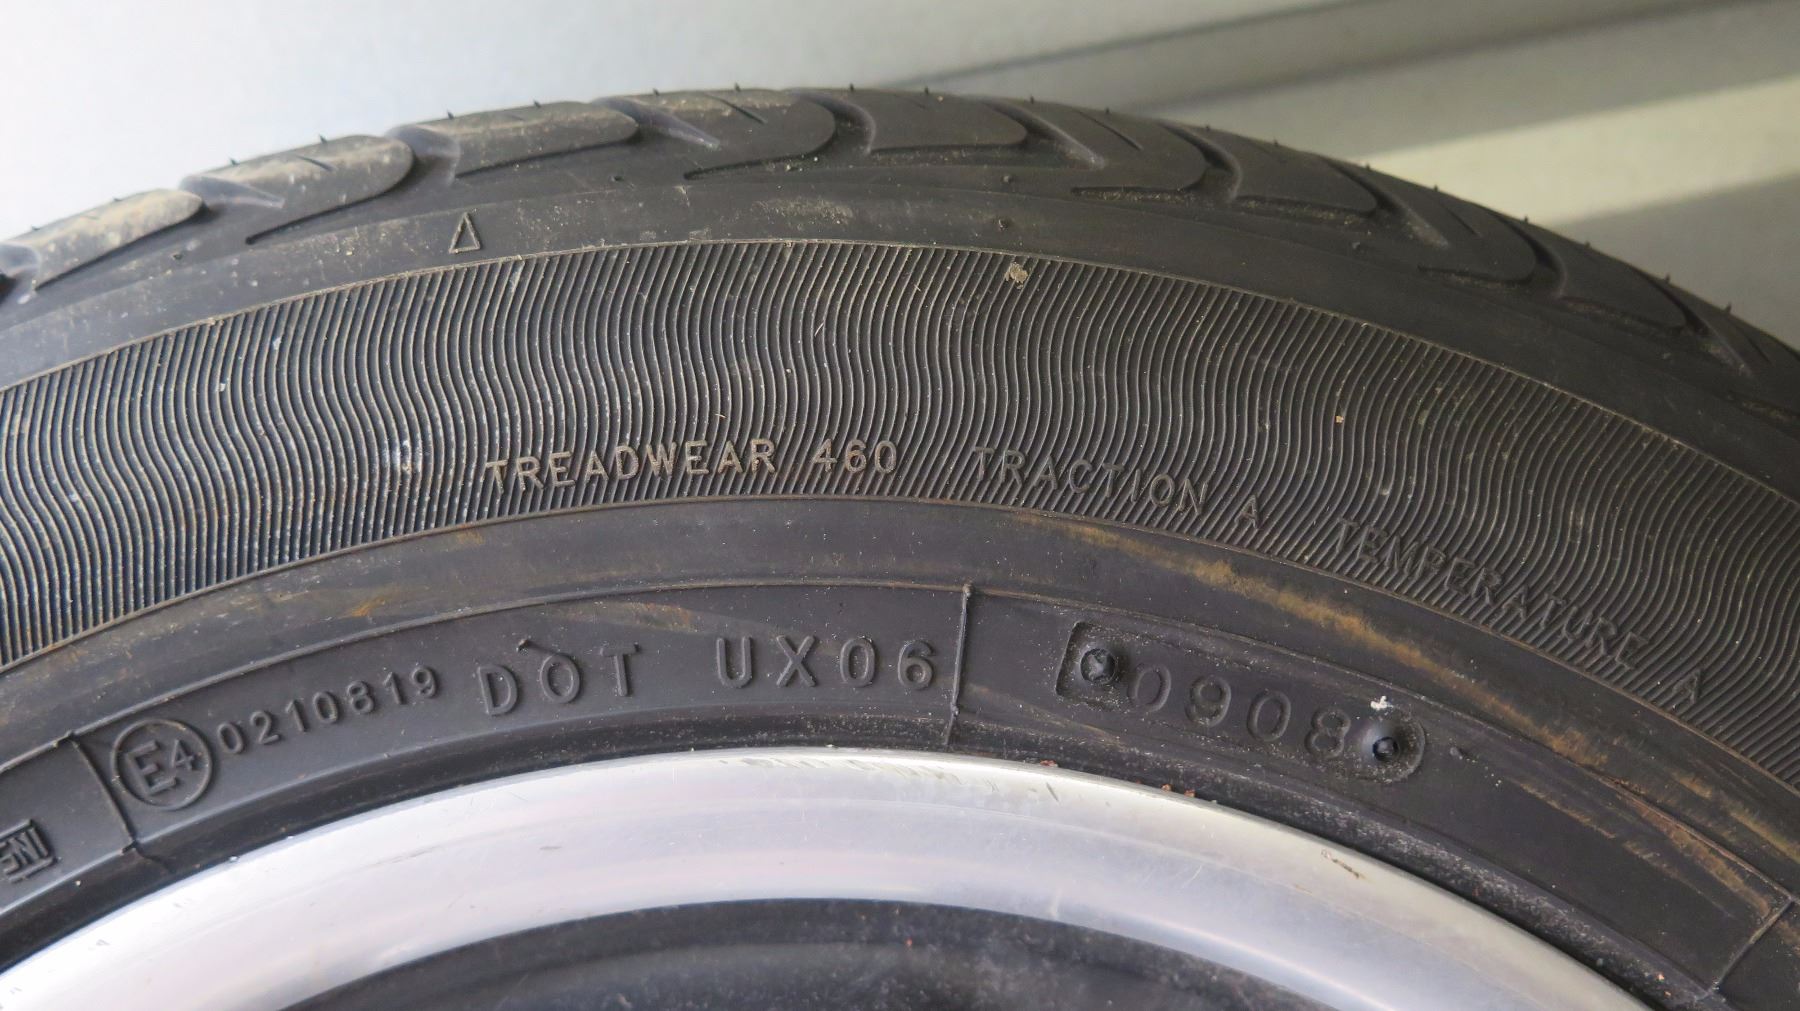 TREADWEAR 460 TRACTION A TEMPERATURE A
E4 0210819 DOT UX06 0908